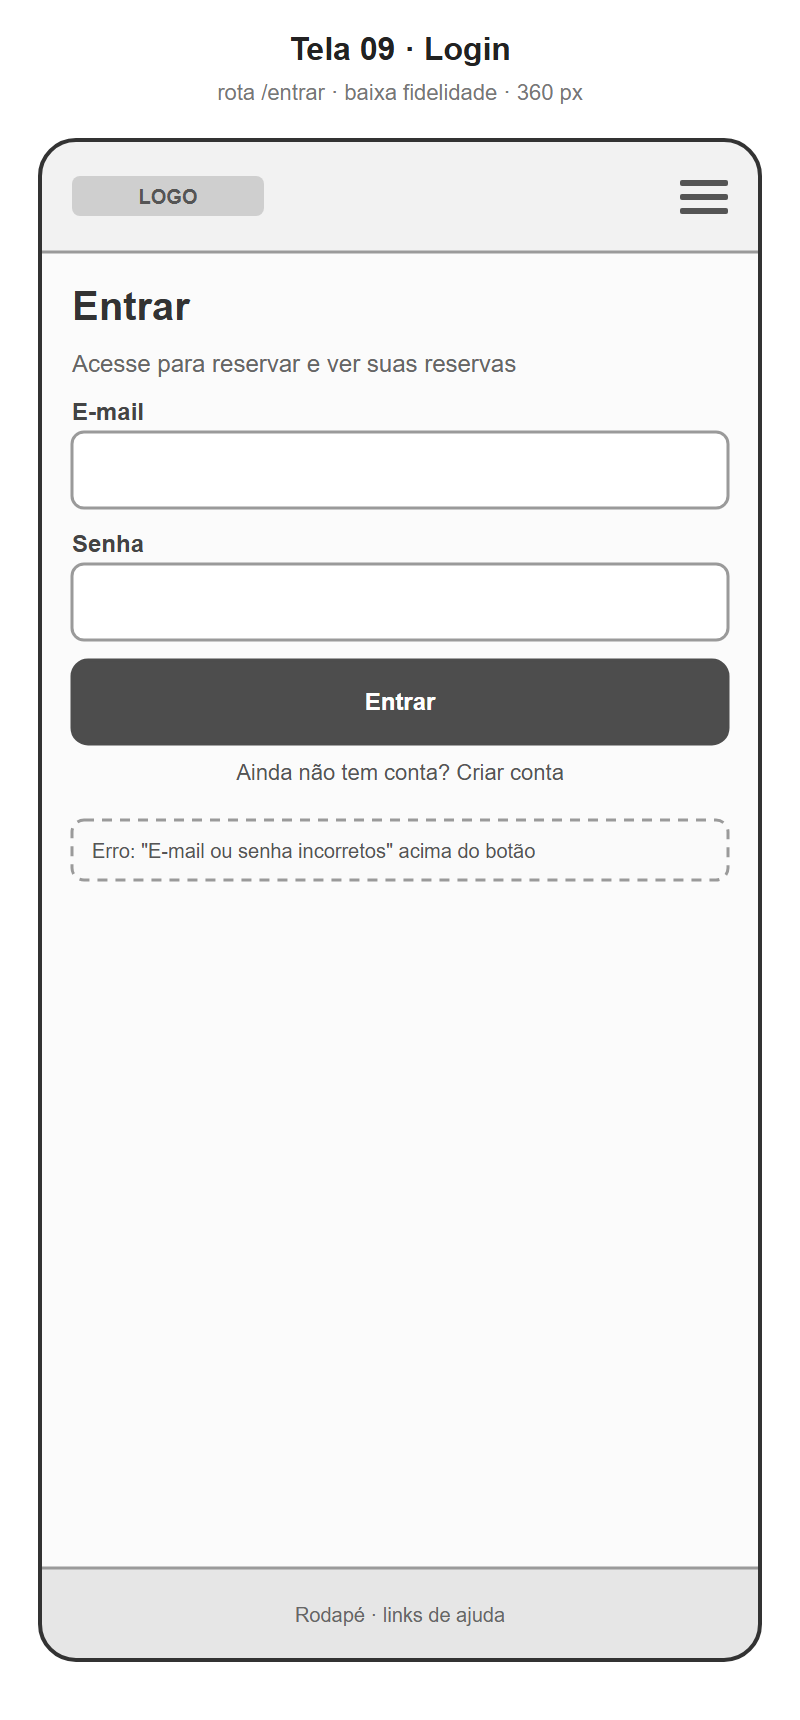 Tela 09 · Login
rota /entrar · baixa fidelidade · 360 px
LOGO
Entrar
Acesse para reservar e ver suas reservas
E-mail
Senha
Entrar
Ainda não tem conta? Criar conta
Erro: "E-mail ou senha incorretos" acima do botão
Rodapé · links de ajuda